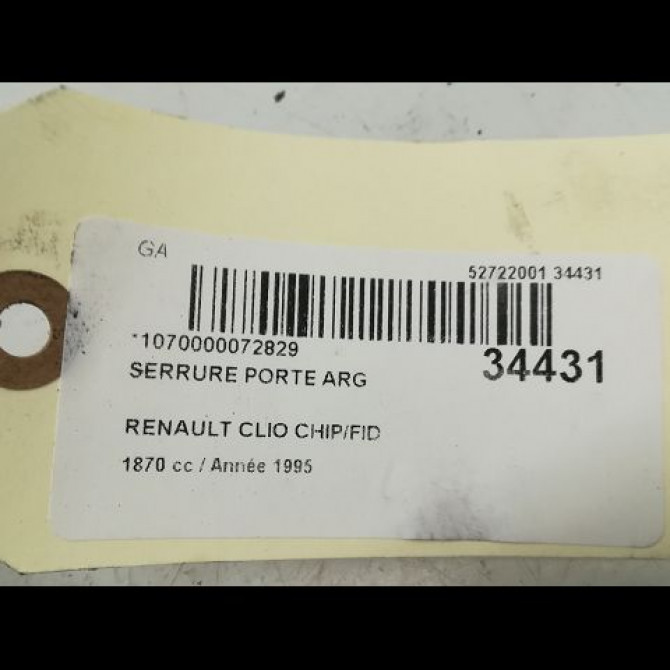 GA
52722001 34431
*1070000072829
34431
SERRURE PORTE ARG
RENAULT CLIO CHIP/FID
1870 cc / Année 1995